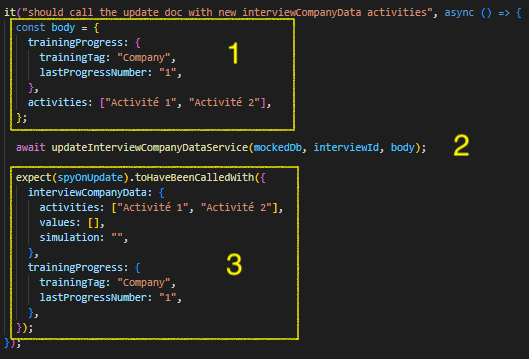 it("should call the update doc with new interviewCompanyData activities", async () => {
const body = {
trainingProgress: {
trainingTag: "Company",
lastProgressNumber: "1",
},
activities: ["Activité 1", "Activité 2"],
};
1
await updateInterviewCompanyDataService(mockedDb, interviewId, body);
2
expect(spyOnUpdate).toHaveBeenCalledWith({
interviewCompanyData: {
activities: ["Activité 1", "Activité 2"],
values: [],
simulation: "",
},
trainingProgress: {
trainingTag: "Company",
lastProgressNumber: "1",
},
});
3
});